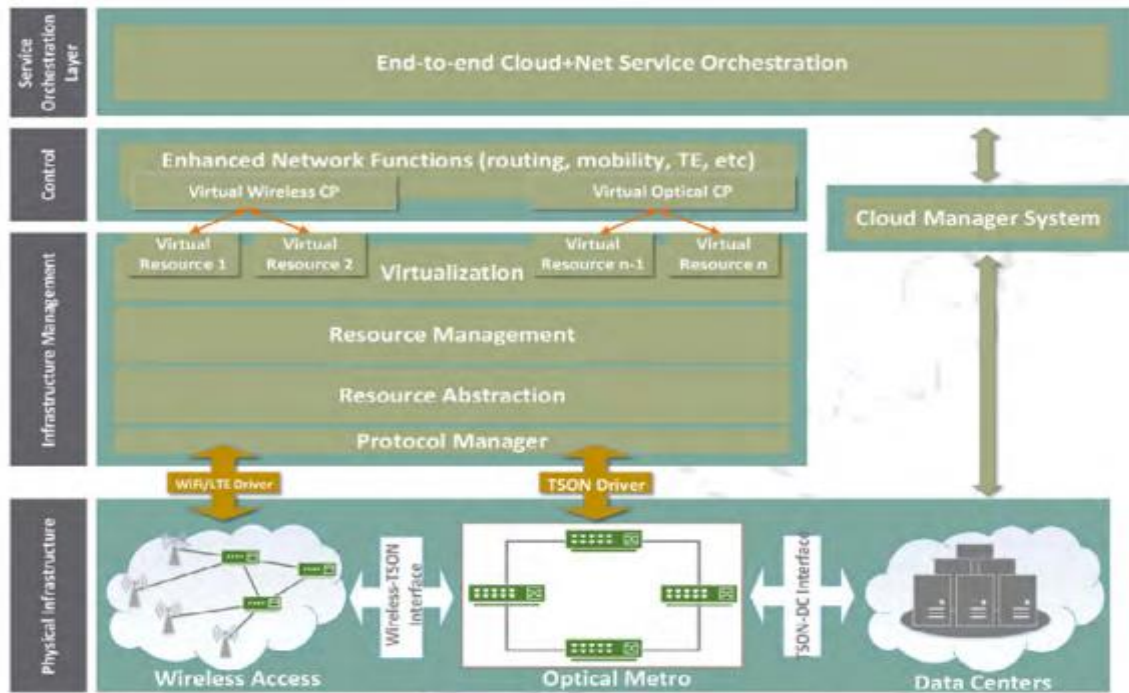 Service
Orchestration
Layer
End-to-end Cloud+Net Service Orchestration
Control
Enhanced Network Functions (routing, mobility, TE, etc)
Virtual Wireless CP
Virtual Optical CP
Cloud Manager System
Infrastructure Management
Virtual
Resource 1
Virtual
Resource 2
Virtualization
Virtual
Resource n-1
Virtual
Resource n
Resource Management
Resource Abstraction
Protocol Manager
WiFi/LTE Driver
TSON Driver
Physical Infrastructure
Wireless-TSON
Interface
TSON-DC Interface
Wireless Access
Optical Metro
Data Centers